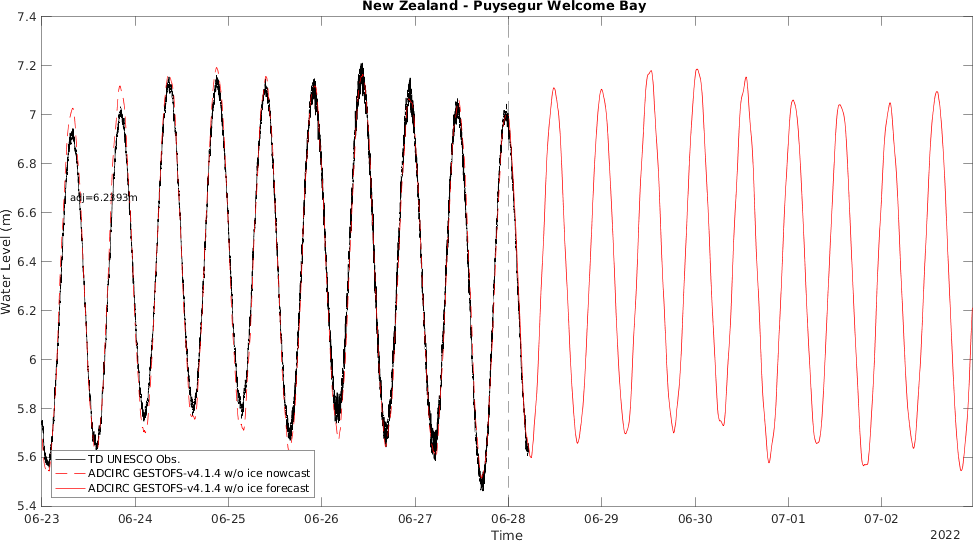 New Zealand - Puysegur Welcome Bay
7.4
7.2
7
6.8
6.6
6.4
6.2
6
5.8
5.6
5.4
Water Level (m)
adj=6.2393m
TD UNESCO Obs.
ADCIRC GESTOFS-v4.1.4 w/o ice nowcast
ADCIRC GESTOFS-v4.1.4 w/o ice forecast
06-23 06-24 06-25 06-26 06-27 06-28 06-29 06-30 07-01 07-02
Time
2022